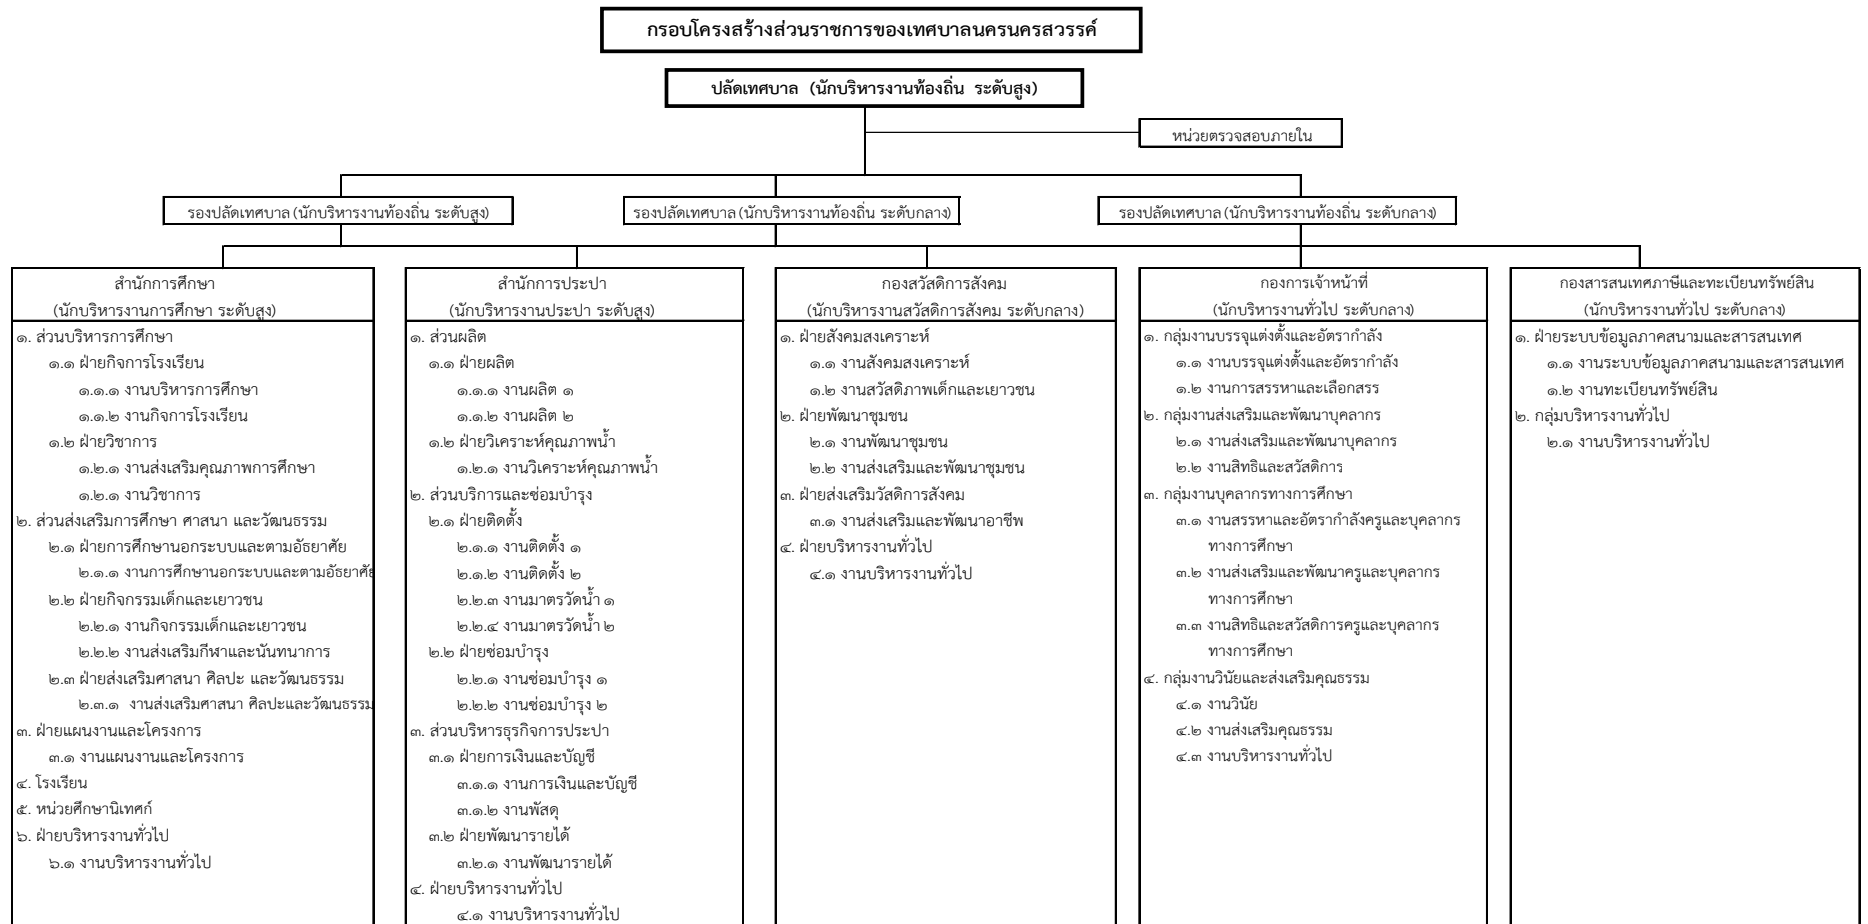 กรอบโครงสร้างส่วนราชการของเทศบาลนครนครสวรรค์
ปลัดเทศบาล (นักบริหารงานท้องถิ่น ระดับสูง)
หน่วยตรวจสอบภายใน
รองปลัดเทศบาล (นักบริหารงานท้องถิ่น ระดับสูง)
รองปลัดเทศบาล (นักบริหารงานท้องถิ่น ระดับกลาง)
รองปลัดเทศบาล (นักบริหารงานท้องถิ่น ระดับกลาง)
สำนักการศึกษา
(นักบริหารงานการศึกษา ระดับสูง)
๑. ส่วนบริหารการศึกษา
๑.๑ ฝ่ายกิจการโรงเรียน
๑.๑.๑ งานบริหารการศึกษา
๑.๑.๒ งานกิจการโรงเรียน
๑.๒ ฝ่ายวิชาการ
๑.๒.๑ งานส่งเสริมคุณภาพการศึกษา
๑.๒.๑ งานวิชาการ
๒. ส่วนส่งเสริมการศึกษา ศาสนา และวัฒนธรรม
๒.๑ ฝ่ายการศึกษานอกระบบและตามอัธยาศัย
๒.๑.๑ งานการศึกษานอกระบบและตามอัธยาศัย
๒.๒ ฝ่ายกิจกรรมเด็กและเยาวชน
๒.๒.๑ งานกิจกรรมเด็กและเยาวชน
๒.๒.๒ งานส่งเสริมกีฬาและนันทนาการ
๒.๓ ฝ่ายส่งเสริมศาสนา ศิลปะ และวัฒนธรรม
๒.๓.๑ งานส่งเสริมศาสนา ศิลปะและวัฒนธรรม
๓. ฝ่ายแผนงานและโครงการ
๓.๑ งานแผนงานและโครงการ
๔. โรงเรียน
๕. หน่วยศึกษานิเทศก์
๖. ฝ่ายบริหารงานทั่วไป
๖.๑ งานบริหารงานทั่วไป
สำนักการประปา
(นักบริหารงานประปา ระดับสูง)
๑. ส่วนผลิต
๑.๑ ฝ่ายผลิต
๑.๑.๑ งานผลิต ๑
๑.๑.๒ งานผลิต ๒
๑.๒ ฝ่ายวิเคราะห์คุณภาพน้ำ
๑.๒.๑ งานวิเคราะห์คุณภาพน้ำ
๒. ส่วนบริการและซ่อมบำรุง
๒.๑ ฝ่ายติดตั้ง
๒.๑.๑ งานติดตั้ง ๑
๒.๑.๒ งานติดตั้ง ๒
๒.๒.๓ งานมาตรวัดน้ำ ๑
๒.๒.๔ งานมาตรวัดน้ำ ๒
๒.๒ ฝ่ายซ่อมบำรุง
๒.๒.๑ งานซ่อมบำรุง ๑
๒.๒.๒ งานซ่อมบำรุง ๒
๓. ส่วนบริหารธุรกิจการประปา
๓.๑ ฝ่ายการเงินและบัญชี
๓.๑.๑ งานการเงินและบัญชี
๓.๑.๒ งานพัสดุ
๓.๒ ฝ่ายพัฒนารายได้
๓.๒.๑ งานพัฒนารายได้
๔. ฝ่ายบริหารงานทั่วไป
๔.๑ งานบริหารงานทั่วไป
กองสวัสดิการสังคม
(นักบริหารงานสวัสดิการสังคม ระดับกลาง)
๑. ฝ่ายสังคมสงเคราะห์
๑.๑ งานสังคมสงเคราะห์
๑.๒ งานสวัสดิภาพเด็กและเยาวชน
๒. ฝ่ายพัฒนาชุมชน
๒.๑ งานพัฒนาชุมชน
๒.๒ งานส่งเสริมและพัฒนาชุมชน
๓. ฝ่ายส่งเสริมวัสดิการสังคม
๓.๑ งานส่งเสริมและพัฒนาอาชีพ
๔. ฝ่ายบริหารงานทั่วไป
๔.๑ งานบริหารงานทั่วไป
กองการเจ้าหน้าที่
(นักบริหารงานทั่วไป ระดับกลาง)
๑. กลุ่มงานบรรจุแต่งตั้งและอัตรากำลัง
๑.๑ งานบรรจุแต่งตั้งและอัตรากำลัง
๑.๒ งานการสรรหาและเลือกสรร
๒. กลุ่มงานส่งเสริมและพัฒนาบุคลากร
๒.๑ งานส่งเสริมและพัฒนาบุคลากร
๒.๒ งานสิทธิและสวัสดิการ
๓. กลุ่มงานบุคลากรทางการศึกษา
๓.๑ งานสรรหาและอัตรากำลังครูและบุคลากร
ทางการศึกษา
๓.๒ งานส่งเสริมและพัฒนาครูและบุคลากร
ทางการศึกษา
๓.๓ งานสิทธิและสวัสดิการครูและบุคลากร
ทางการศึกษา
๔. กลุ่มงานวินัยและส่งเสริมคุณธรรม
๔.๑ งานวินัย
๔.๒ งานส่งเสริมคุณธรรม
๔.๓ งานบริหารงานทั่วไป
กองสารสนเทศภาษีและทะเบียนทรัพย์สิน
(นักบริหารงานทั่วไป ระดับกลาง)
๑. ฝ่ายระบบข้อมูลภาคสนามและสารสนเทศ
๑.๑ งานระบบข้อมูลภาคสนามและสารสนเทศ
๑.๒ งานทะเบียนทรัพย์สิน
๒. กลุ่มบริหารงานทั่วไป
๒.๑ งานบริหารงานทั่วไป